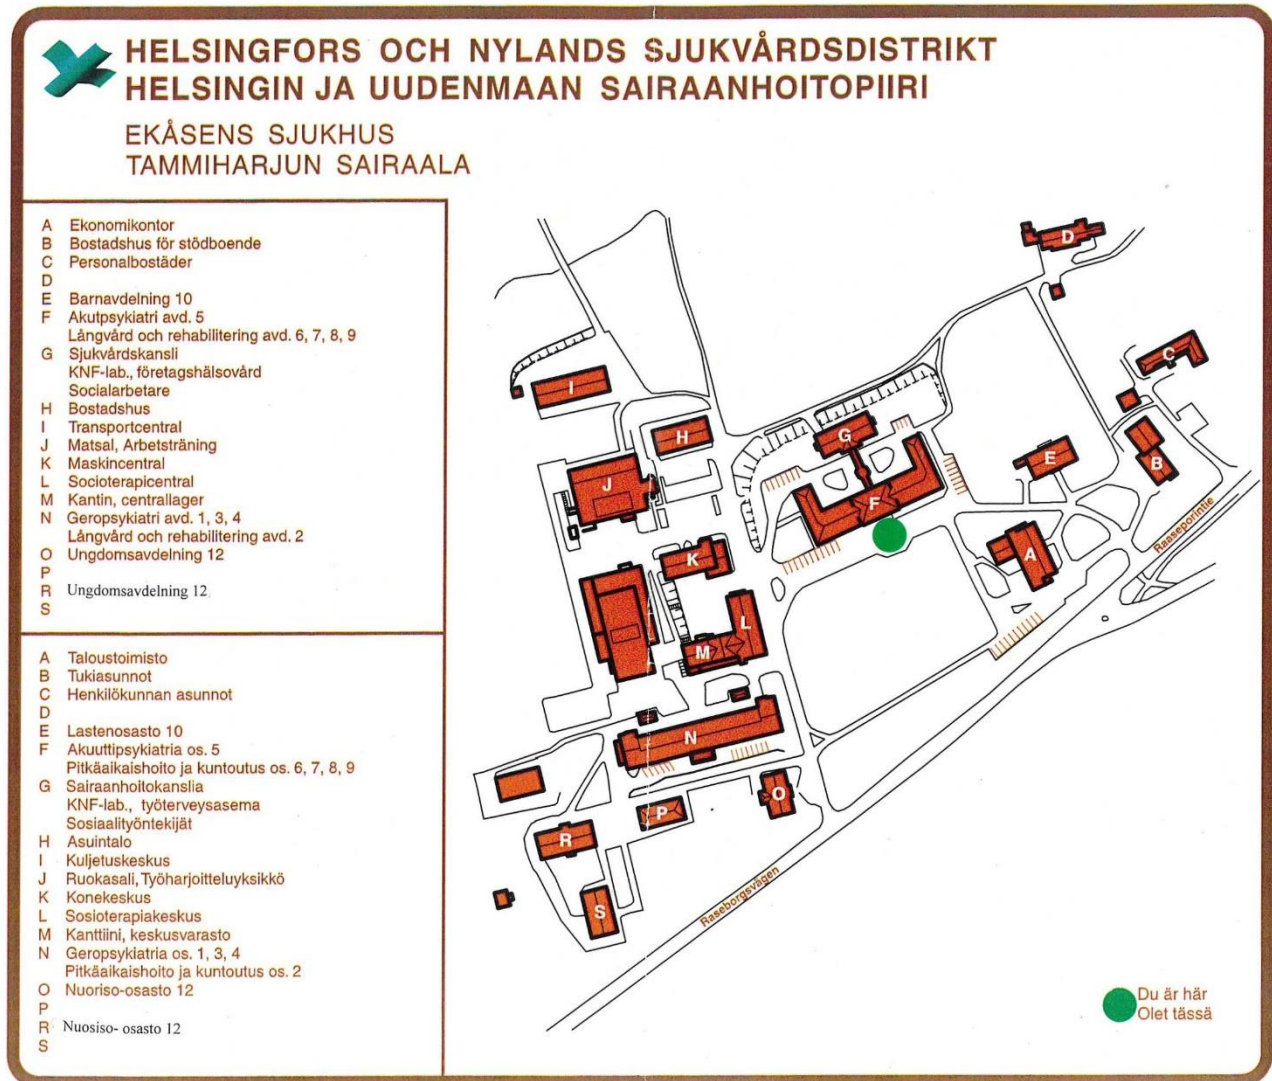 HELSINGFORS OCH NYLANDS SJUKVÅRDSDISTRIKT
HELSINGIN JA UUDENMAAN SAIRAANHOITOPIIRI
EKÅSENS SJUKHUS
TAMMIHARJUN SAIRAALA
A Ekonomikontor
B Bostadshus för stödboende
C Personalbostäder
D
E Barnavdelning 10
F Akutpsykiatri avd. 5
Långvård och rehabilitering avd. 6, 7, 8, 9
G Sjukvårdskansli
KNF-lab., företagshälsovård
Socialarbetare
H Bostadshus
I Transportcentral
J Matsal, Arbetsträning
K Maskincentral
L Socioterapicentral
M Kantin, centrallager
N Geropsykiatri avd. 1, 3, 4
Långvård och rehabilitering avd. 2
O Ungdomsavdelning 12
P
R Ungdomsavdelning 12
S
A Taloustoimisto
B Tukiasunnot
C Henkilökunnan asunnot
D
E Lastenosasto 10
F Akuuttipsykiatria os. 5
Pitkäaikaishoito ja kuntoutus os. 6, 7, 8, 9
G Sairaanhoitokanslia
KNF-lab., työterveysasema
Sosiaalityöntekijät
H Asuintalo
I Kuljetuskeskus
J Ruokasali, Työharjoitteluyksikkö
K Konekeskus
L Sosioterapiakeskus
M Kanttiini, keskusvarasto
N Geropsykiatria os. 1, 3, 4
Pitkäaikaishoito ja kuntoutus os. 2
O Nuoriso-osasto 12
P
R Nuosiso- osasto 12
S
D
C
I
H
G
E
B
J
F
K
A
L
M
N
O
P
R
S
Raaseporintie
Raseborgsvägen
Du är här
Olet tässä